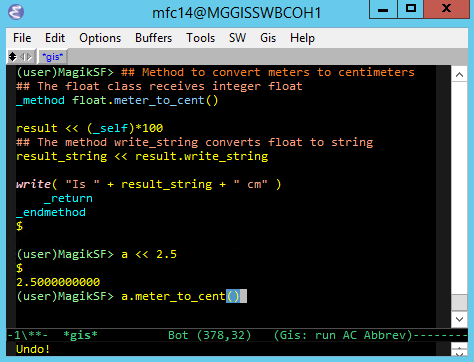 mfc14@MGGISSWBCOH1
File Edit Options Buffers Tools SW Gis Help
*gis*
(user)MagikSF> ## Method to convert meters to centimeters
## The float class receives integer float
_method float.meter_to_cent()
result << (_self)*100
## The method write_string converts float to string
result_string << result.write_string
write( "Is " + result_string + " cm" )
_return
_endmethod
$
(user)MagikSF> a << 2.5
$
2.5000000000
(user)MagikSF> a.meter_to_cent()
-1\**- *gis* Bot (378,32) (Gis: run AC Abbrev)--------
Undo!